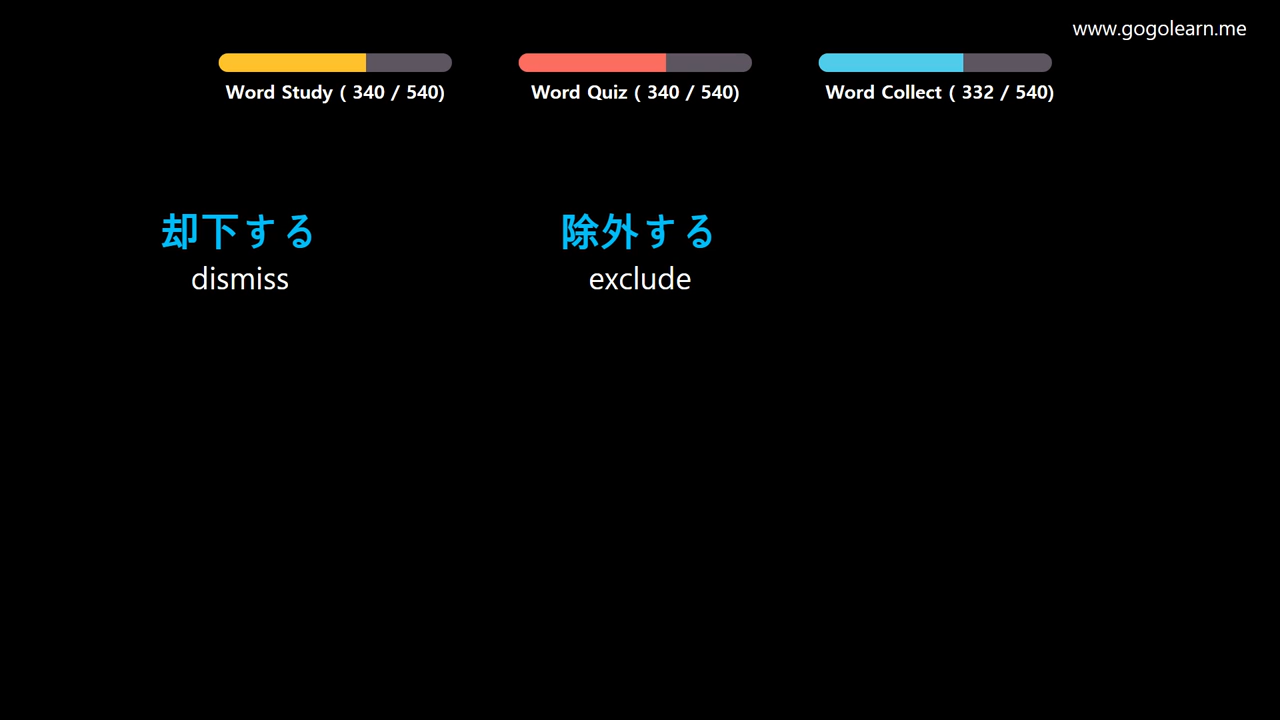 www.gogolearn.me
Word Study ( 340 / 540)
Word Quiz ( 340 / 540)
Word Collect ( 332 / 540)
却下する
dismiss
除外する
exclude